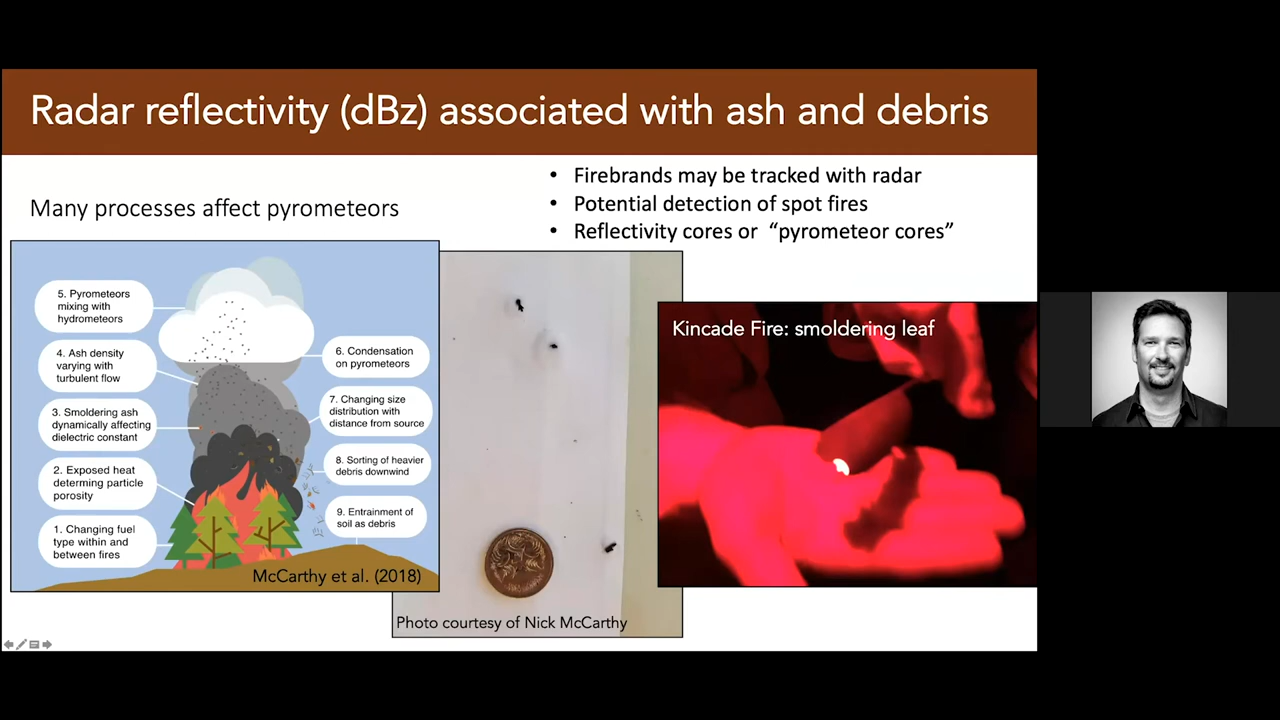 Radar reflectivity (dBz) associated with ash and debris
Many processes affect pyrometeors
• Firebrands may be tracked with radar
• Potential detection of spot fires
• Reflectivity cores or “pyrometeor cores”
5. Pyrometeors
mixing with
hydrometeors
4. Ash density
varying with
turbulent flow
3. Smoldering ash
dynamically affecting
dielectric constant
2. Exposed heat
determing particle
porosity
1. Changing fuel
type within and
between fires
6. Condensation
on pyrometeors
7. Changing size
distribution with
distance from source
8. Sorting of heavier
debris downwind
9. Entrainment of
soil as debris
McCarthy et al. (2018)
Photo courtesy of Nick McCarthy
Kincade Fire: smoldering leaf